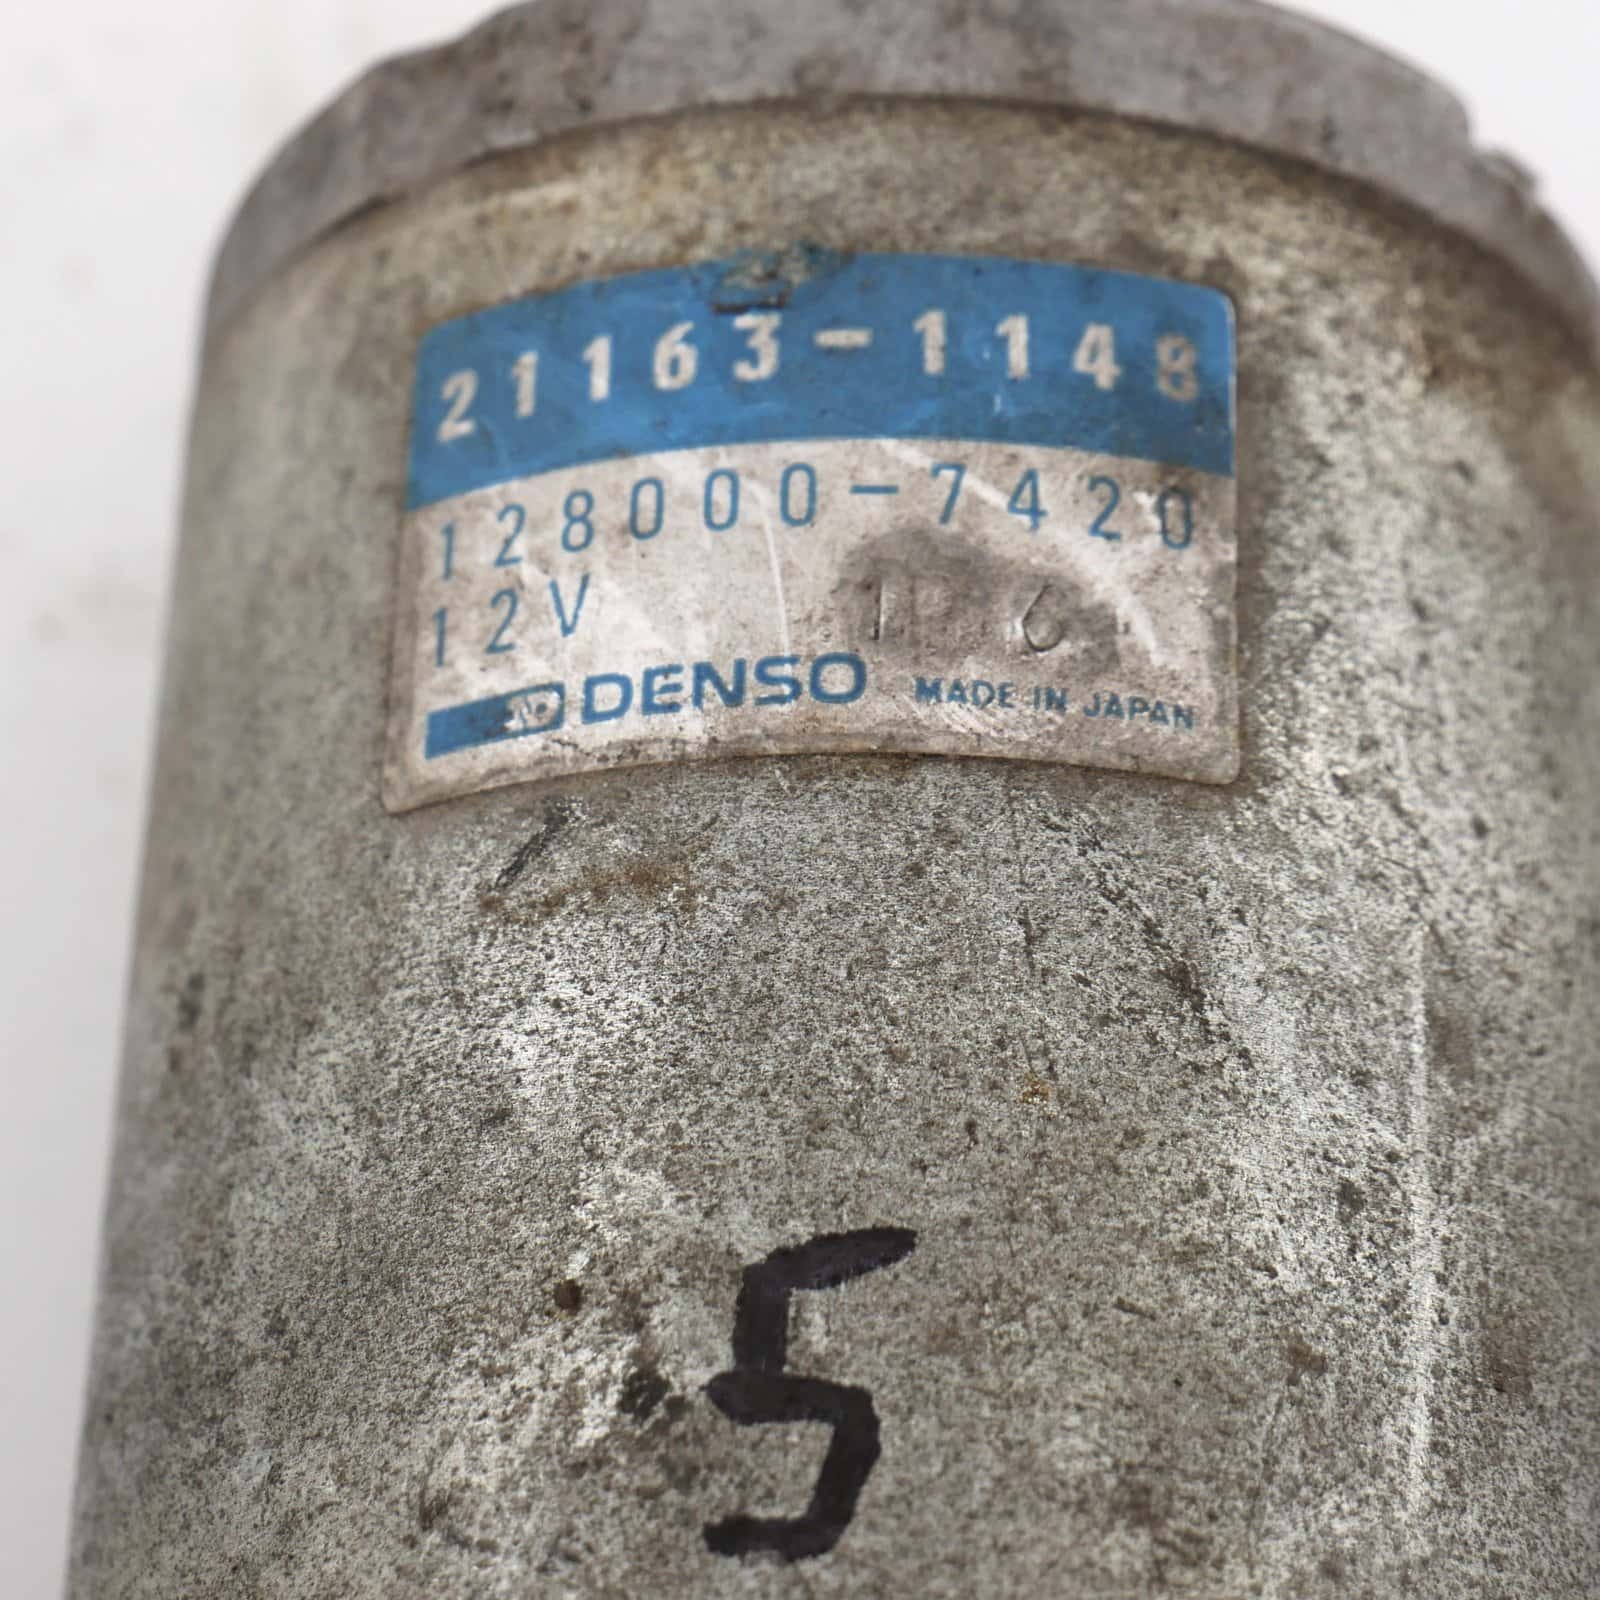 21163-1148
128000-7420
12V
DENSO MADE IN JAPAN
5